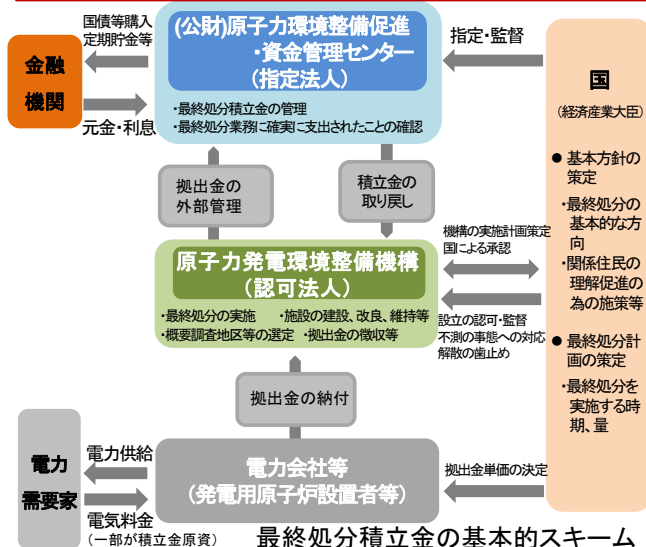 国債等購入
定期貯金等
金融
機関
元金・利息
(公財)原子力環境整備促進
・資金管理センター
(指定法人)
・最終処分積立金の管理
・最終処分業務に確実に支出されたことの確認
指定・監督
国
(経済産業大臣)
● 基本方針の
策定
・最終処分の
基本的な方
向
・関係住民の
理解促進の
為の施策等
● 最終処分計
画の策定
・最終処分を
実施する時
期、量
拠出金の
外部管理
積立金の
取り戻し
機構の実施計画策定
国による承認
原子力発電環境整備機構
(認可法人)
・最終処分の実施 ・施設の建設、改良、維持等
・概要調査地区等の選定 ・拠出金の徴収等
設立の認可・監督
不測の事態への対応
解散の歯止め
拠出金の納付
電力
需要家
電力供給
電気料金
(一部が積立金原資)
電力会社等
(発電用原子炉設置者等)
拠出金単価の決定
最終処分積立金の基本的スキーム